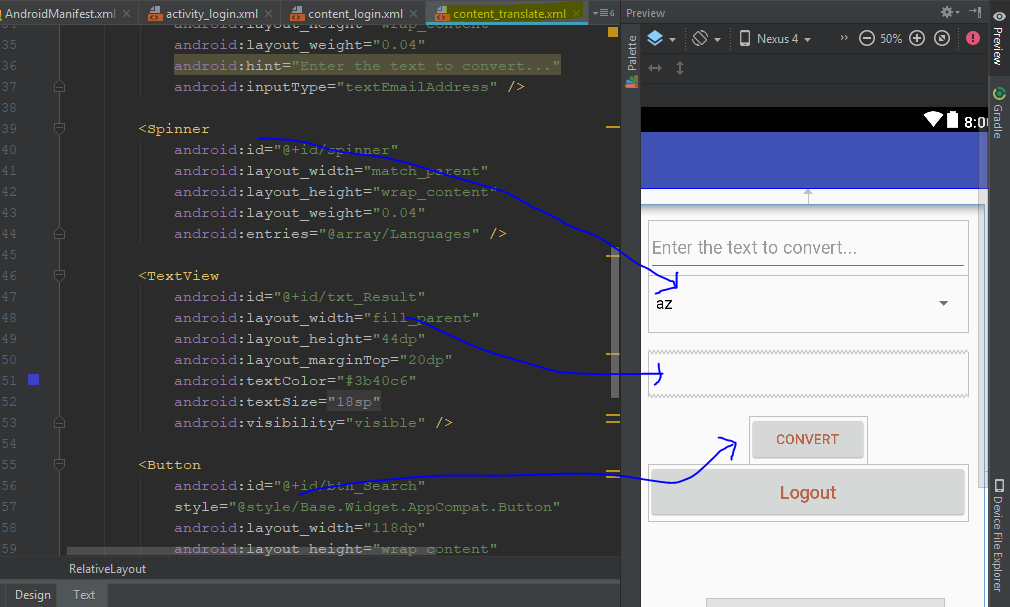 AndroidManifest.xml
activity_login.xml
content_login.xml
content_translate.xml
6
Preview
34
android:layout_height="wrap_content"
35
android:layout_weight="0.04"
36
android:hint="Enter the text to convert..."
37
android:inputType="textEmailAddress" />
38
39
<Spinner
40
android:id="@+id/spinner"
41
android:layout_width="match_parent"
42
android:layout_height="wrap_content"
43
android:layout_weight="0.04"
44
android:entries="@array/Languages" />
45
46
<TextView
47
android:id="@+id/txt_Result"
48
android:layout_width="fill_parent"
49
android:layout_height="44dp"
50
android:layout_marginTop="20dp"
51
android:textColor="#3b40c6"
52
android:textSize="18sp"
53
android:visibility="visible" />
54
55
<Button
56
android:id="@+id/btn_Search"
57
style="@style/Base.Widget.AppCompat.Button"
58
android:layout_width="118dp"
59
android:layout_height="wrap_content"
RelativeLayout
Design
Text
Palette
Nexus 4
50%
8:00
Enter the text to convert...
az
CONVERT
Logout
Preview
Gradle
Device File Explorer